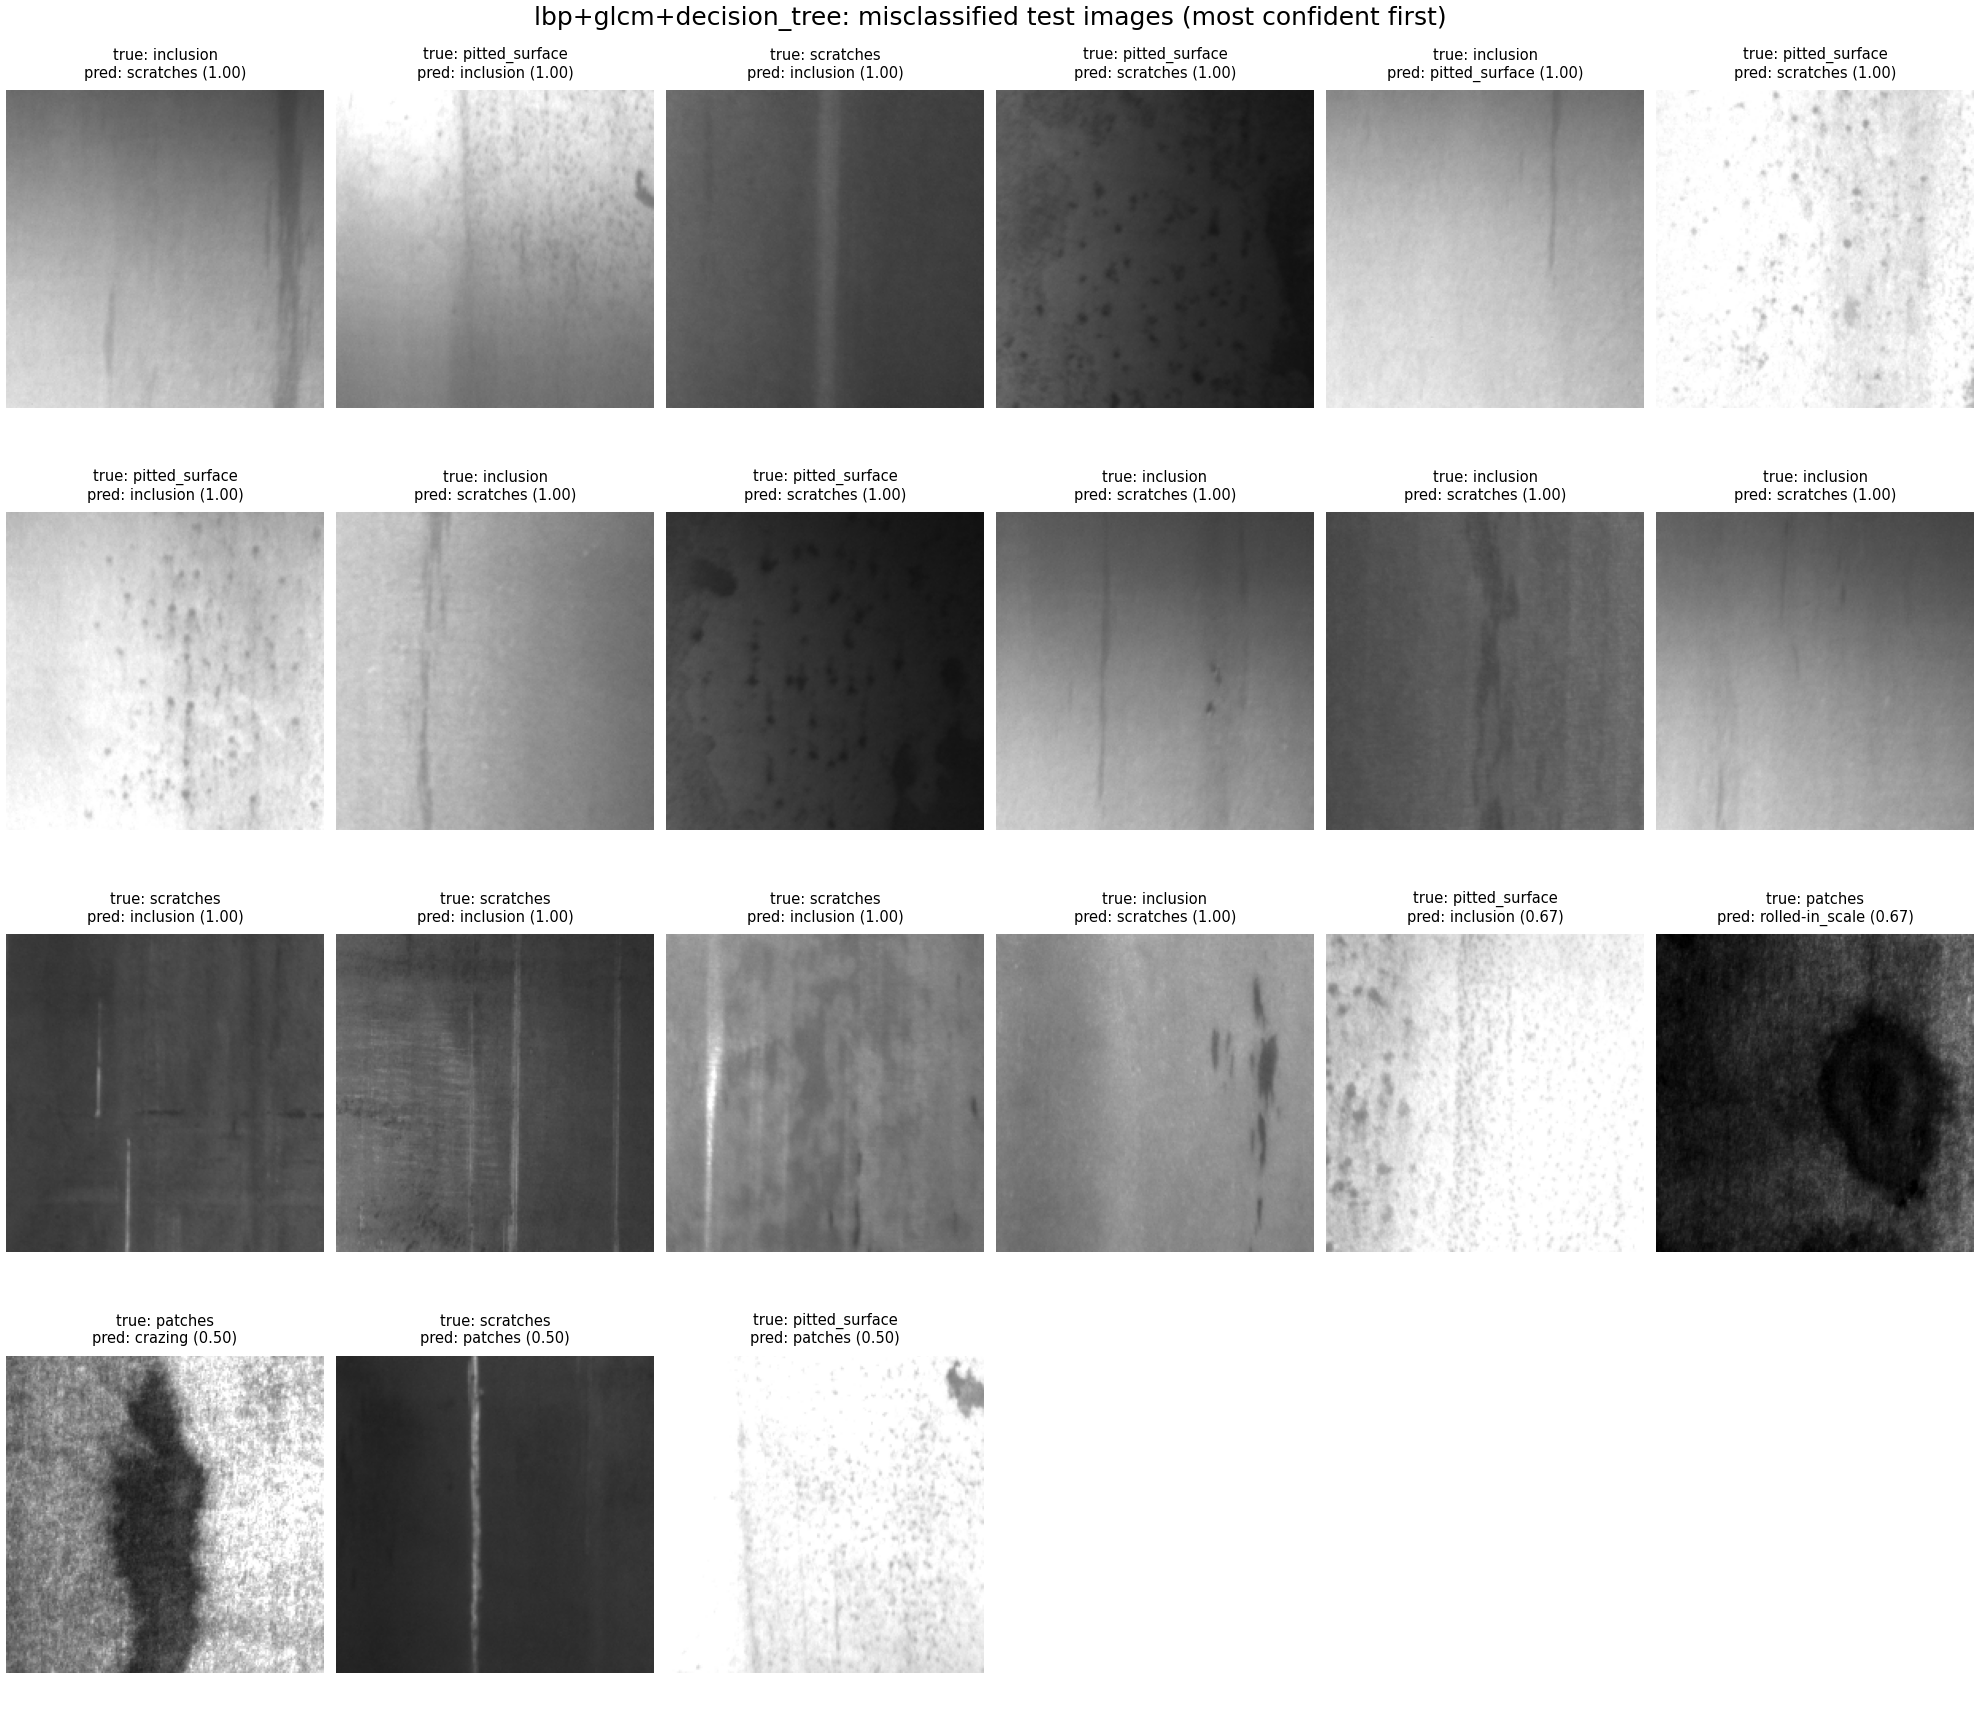 lbp+glcm+decision_tree: misclassified test images (most confident first)
true: inclusion
pred: scratches (1.00)
true: pitted_surface
pred: inclusion (1.00)
true: scratches
pred: inclusion (1.00)
true: pitted_surface
pred: scratches (1.00)
true: inclusion
pred: pitted_surface (1.00)
true: pitted_surface
pred: scratches (1.00)
true: pitted_surface
pred: inclusion (1.00)
true: inclusion
pred: scratches (1.00)
true: pitted_surface
pred: scratches (1.00)
true: inclusion
pred: scratches (1.00)
true: inclusion
pred: scratches (1.00)
true: inclusion
pred: scratches (1.00)
true: scratches
pred: inclusion (1.00)
true: scratches
pred: inclusion (1.00)
true: scratches
pred: inclusion (1.00)
true: inclusion
pred: scratches (1.00)
true: pitted_surface
pred: inclusion (0.67)
true: patches
pred: rolled-in_scale (0.67)
true: patches
pred: crazing (0.50)
true: scratches
pred: patches (0.50)
true: pitted_surface
pred: patches (0.50)